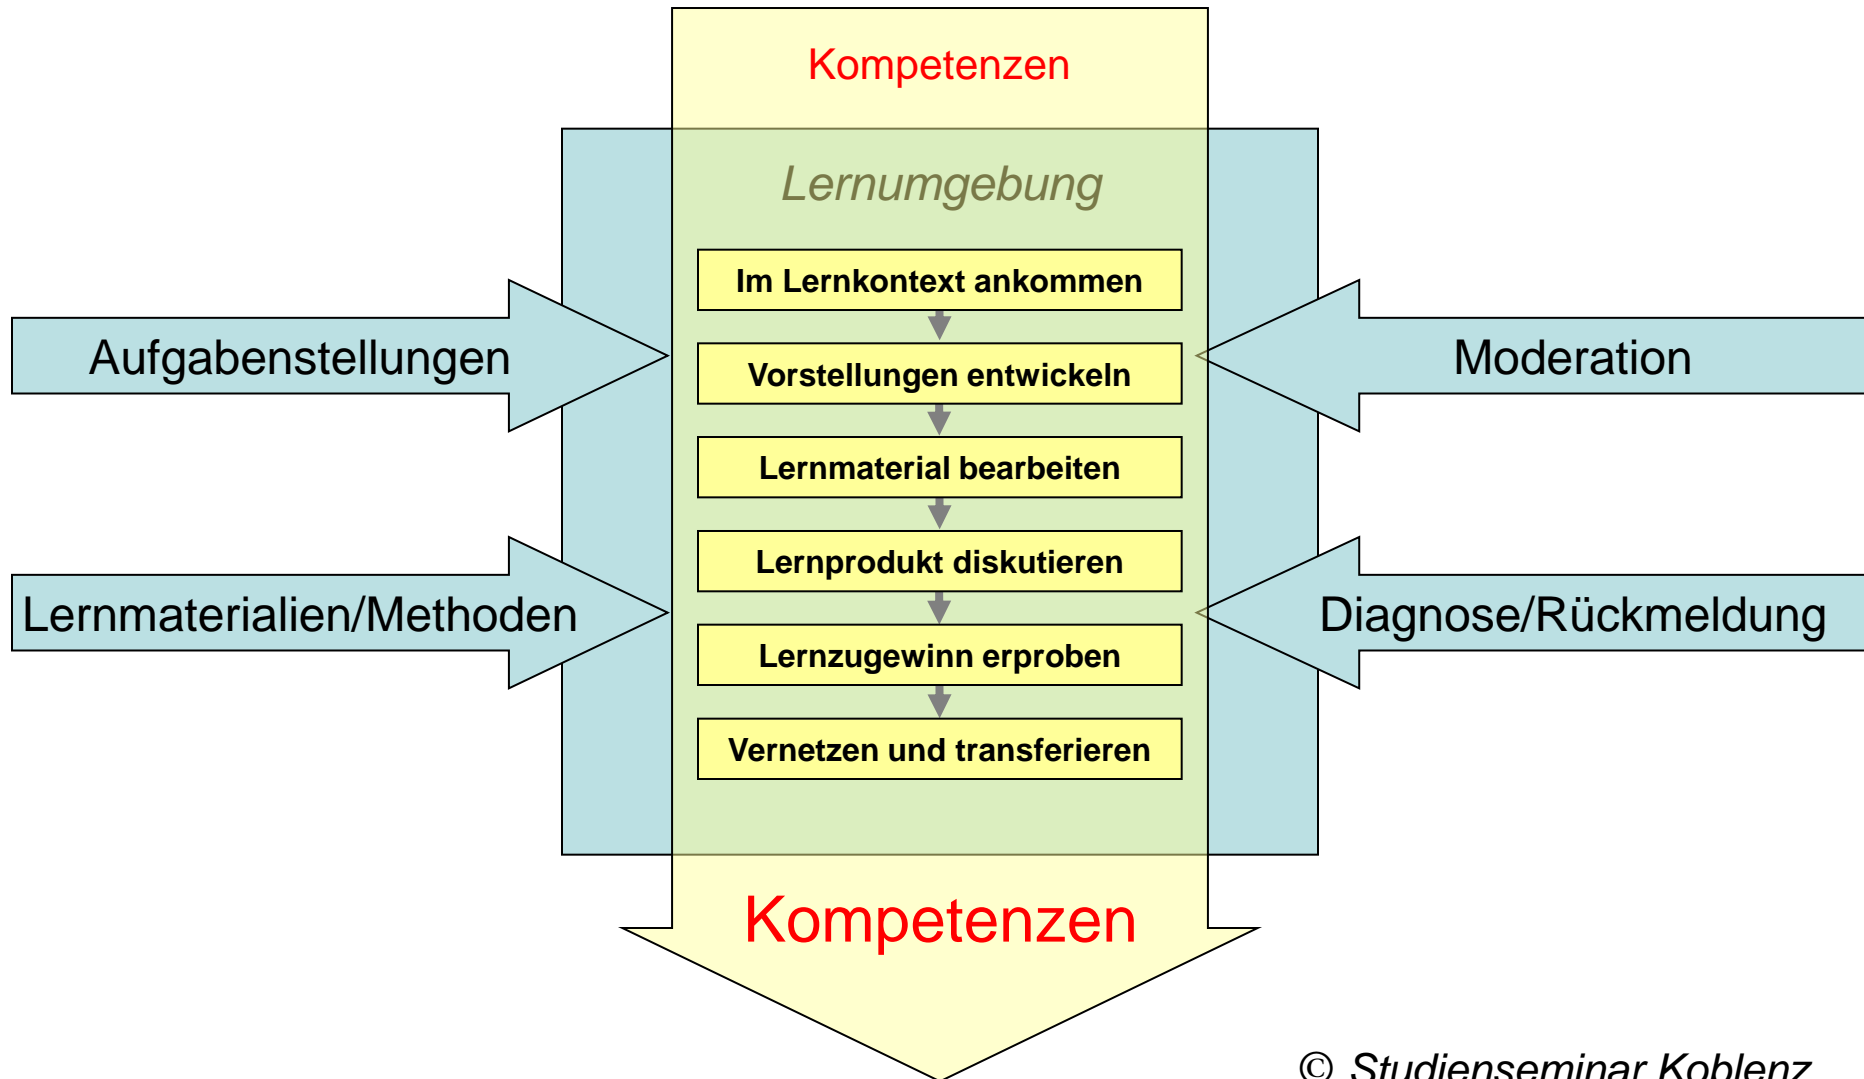 Kompetenzen
Lernumgebung
Im Lernkontext ankommen
Aufgabenstellungen
Moderation
Vorstellungen entwickeln
Lernmaterial bearbeiten
Lernprodukt diskutieren
Lernmaterialien/Methoden
Diagnose/Rückmeldung
Lernzugewinn erproben
Vernetzen und transferieren
Kompetenzen
© Studienseminar Koblenz